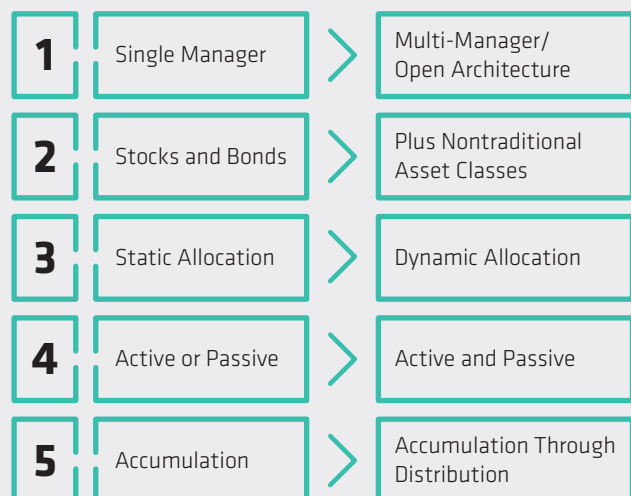 1 Single Manager Multi-Manager/
Open Architecture
2 Stocks and Bonds Plus Nontraditional
Asset Classes
3 Static Allocation Dynamic Allocation
4 Active or Passive Active and Passive
5 Accumulation Accumulation Through
Distribution